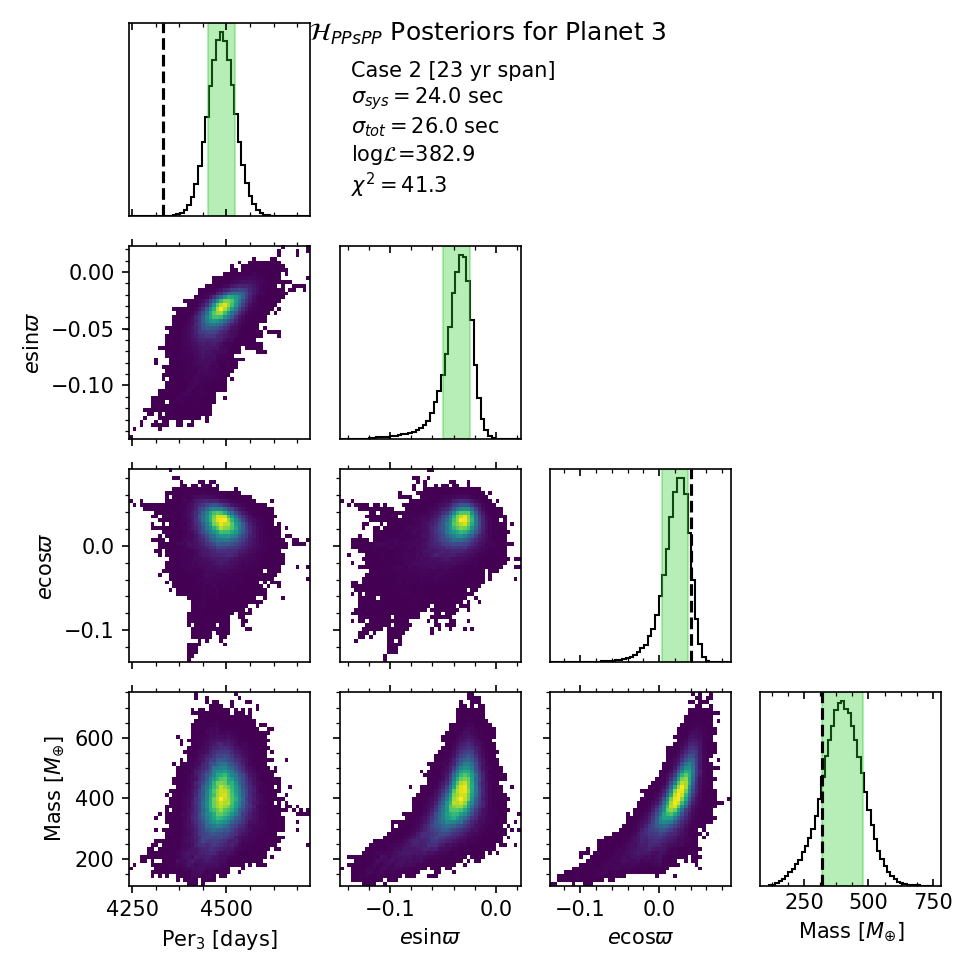 ℋ_PPsPP Posteriors for Planet 3
Case 2 [23 yr span]
σ_sys = 24.0 sec
σ_tot = 26.0 sec
logℒ=382.9
χ² = 41.3
0.00
−0.05
−0.10
esinϖ
0.0
−0.1
ecosϖ
600
400
200
Mass [M⊕]
4250 4500
Per₃ [days]
−0.1 0.0
esinϖ
−0.1 0.0
ecosϖ
250 500 750
Mass [M⊕]